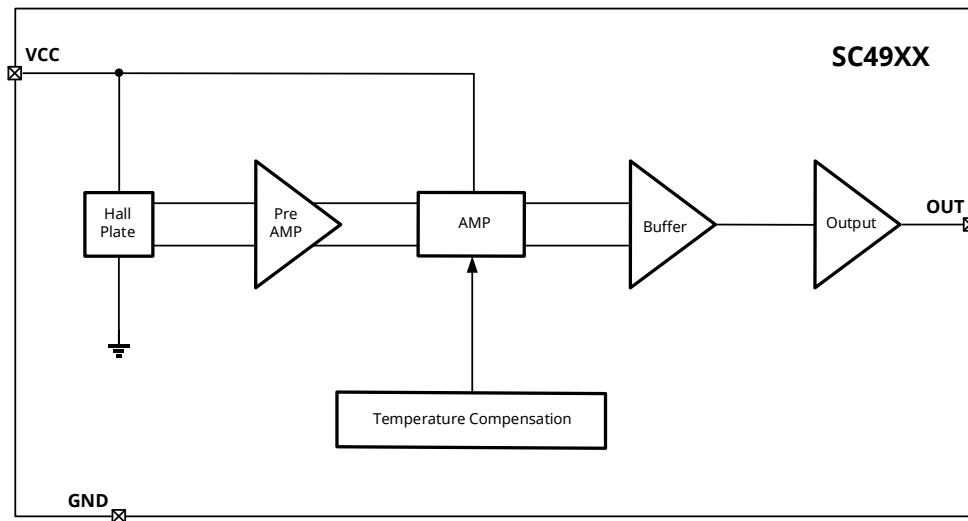 VCC
SC49XX
Hall
Plate
Pre
AMP
AMP
Buffer
Output
OUT
Temperature Compensation
GND